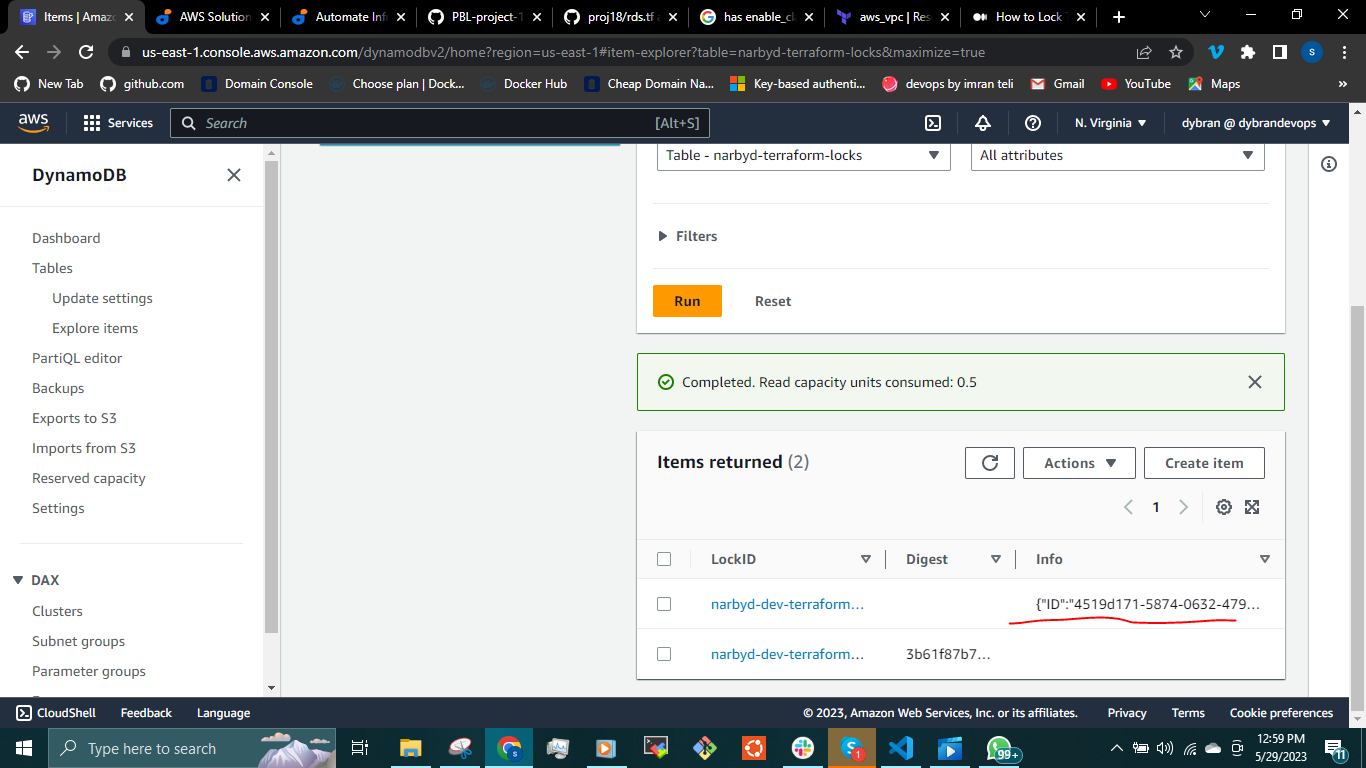 Items | Amaz
AWS Solution
Automate Infr
PBL-project-1
proj18/rds.tf a
has enable_cla
aws_vpc | Res
How to Lock T
us-east-1.console.aws.amazon.com/dynamodbv2/home?region=us-east-1#item-explorer?table=narbyd-terraform-locks&maximize=true
S
New Tab
github.com
Domain Console
Choose plan | Dock...
Docker Hub
Cheap Domain Na...
Key-based authenti...
devops by imran teli
Gmail
YouTube
Maps
»
aws
Services
Search
[Alt+S]
N. Virginia
dybran @ dybrandevops
DynamoDB
Dashboard
Tables
Update settings
Explore items
PartiQL editor
Backups
Exports to S3
Imports from S3
Reserved capacity
Settings
DAX
Clusters
Subnet groups
Parameter groups
Table - narbyd-terraform-locks
All attributes
Filters
Run
Reset
Completed. Read capacity units consumed: 0.5
Items returned (2)
Actions
Create item
1
LockID
Digest
Info
narbyd-dev-terraform…
{"ID":"4519d171-5874-0632-479…
narbyd-dev-terraform…
3b61f87b7…
CloudShell
Feedback
Language
© 2023, Amazon Web Services, Inc. or its affiliates.
Privacy
Terms
Cookie preferences
Type here to search
1
99+
12:59 PM
5/29/2023
11